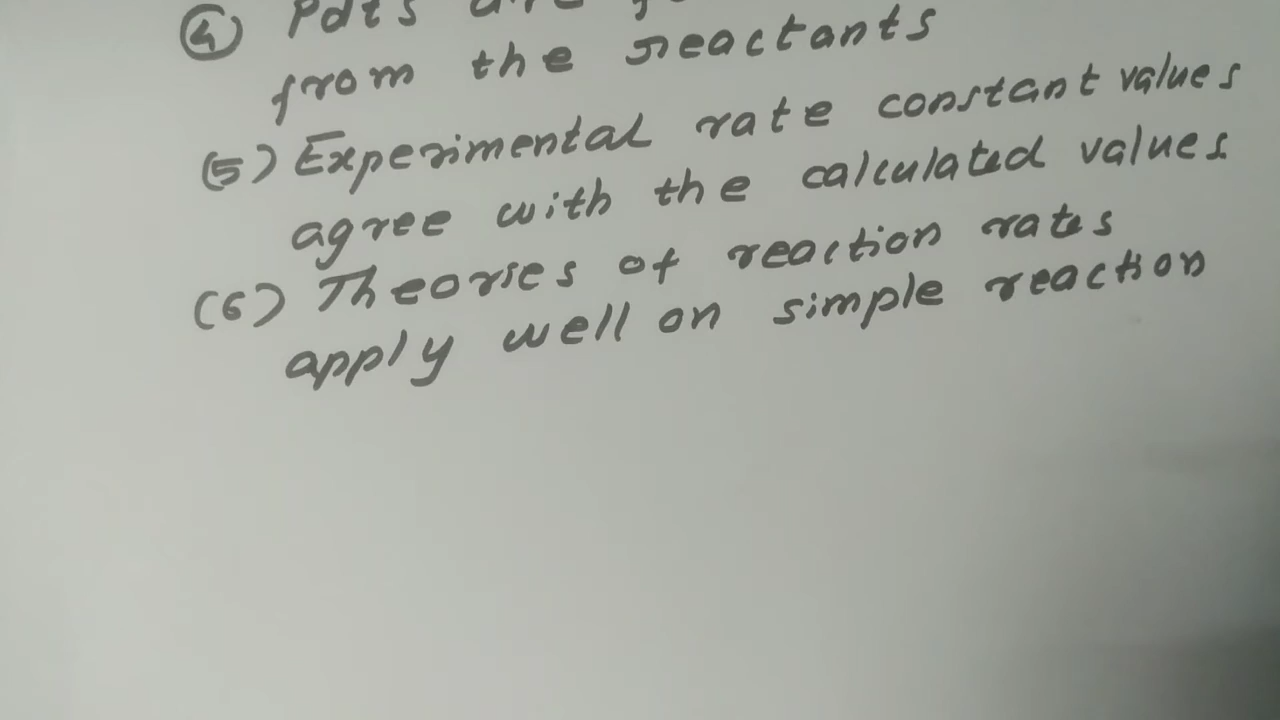 (4) Pdts are
from the reactants
(5) Experimental rate constant values
agree with the calculated values
(6) Theories of reaction rates
apply well on simple reaction